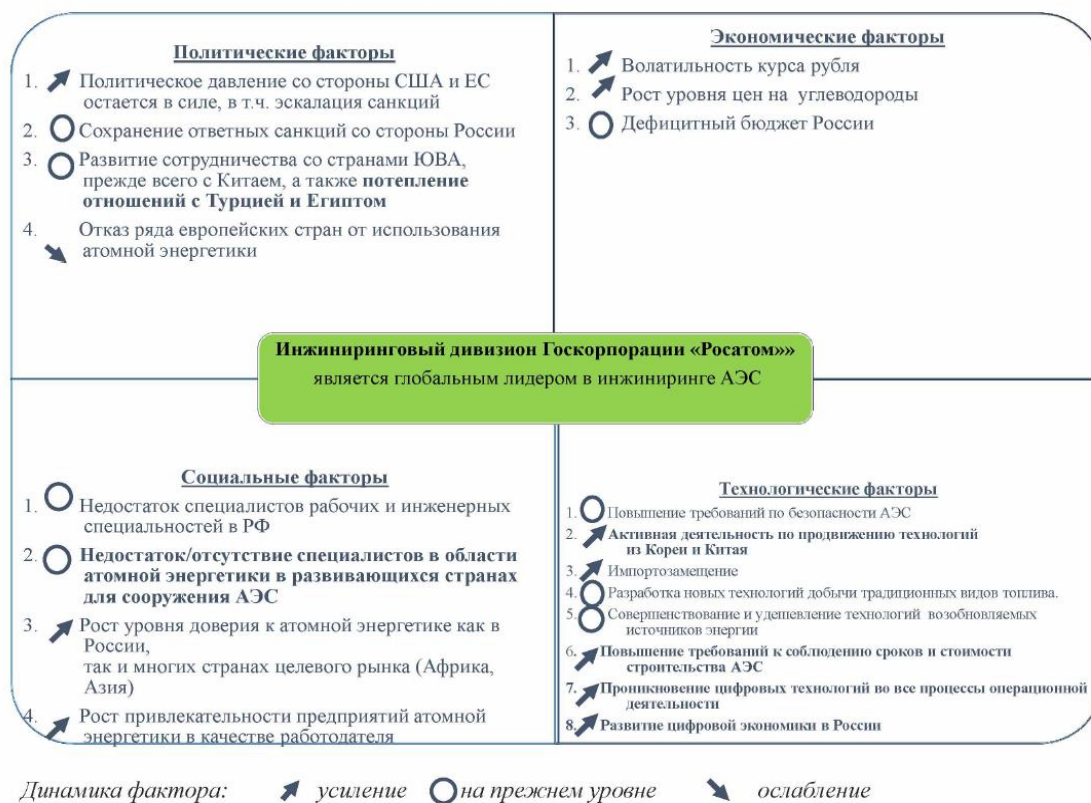 Политические факторы
1. Политическое давление со стороны США и ЕС
остается в силе, в т.ч. эскалация санкций
2. Сохранение ответных санкций со стороны России
3. Развитие сотрудничества со странами ЮВА,
прежде всего с Китаем, а также потепление
отношений с Турцией и Египтом
4. Отказ ряда европейских стран от использования
атомной энергетики
Экономические факторы
1. Волатильность курса рубля
2. Рост уровня цен на углеводороды
3. Дефицитный бюджет России
Инжиниринговый дивизион Госкорпорации «Росатом»»
является глобальным лидером в инжиниринге АЭС
Социальные факторы
1. Недостаток специалистов рабочих и инженерных
специальностей в РФ
2. Недостаток/отсутствие специалистов в области
атомной энергетики в развивающихся странах
для сооружения АЭС
3. Рост уровня доверия к атомной энергетике как в
России,
так и многих странах целевого рынка (Африка,
Азия)
4. Рост привлекательности предприятий атомной
энергетики в качестве работодателя
Технологические факторы
1. Повышение требований по безопасности АЭС
2. Активная деятельность по продвижению технологий
из Кореи и Китая
3. Импортозамещение
4. Разработка новых технологий добычи традиционных видов топлива.
5. Совершенствование и удешевление технологий возобновляемых
источников энергии
6. Повышение требований к соблюдению сроков и стоимости
строительства АЭС
7. Проникновение цифровых технологий во все процессы операционной
деятельности
8. Развитие цифровой экономики в России
Динамика фактора: усиление на прежнем уровне ослабление